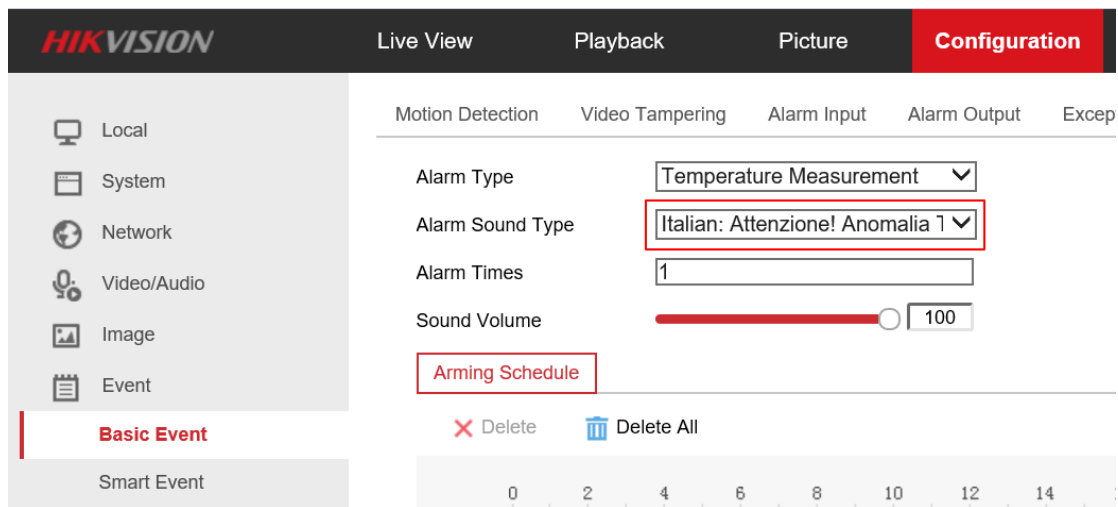 HIKVISION Live View Playback Picture Configuration
Motion Detection Video Tampering Alarm Input Alarm Output
Local
Alarm Type Temperature Measurement
System
Alarm Sound Type Italian: Attenzione! Anomalia
Network
Alarm Times 1
Video/Audio
Sound Volume 100
Image
Arming Schedule
Event
Delete Delete All
Basic Event
Smart Event
0 2 4 6 8 10 12 14